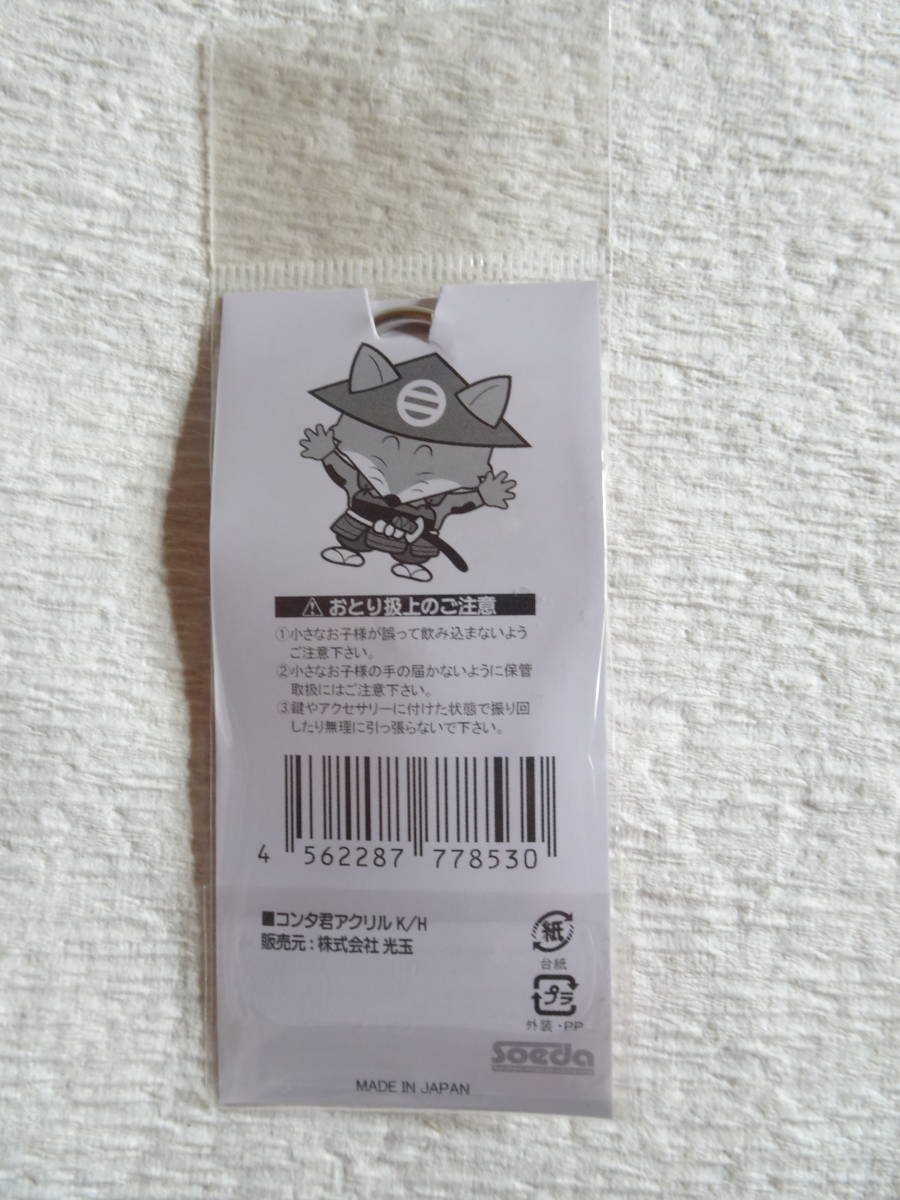 おとり扱上のご注意
①小さなお子様が誤って飲み込まないよう
ご注意下さい。
②小さなお子様の手の届かないように保管
取扱にはご注意下さい。
③鍵やアクセサリーに付けた状態で振り回
したり無理に引っ張らないで下さい。
4 562287 778530
■コンタ君アクリル K/H
販売元：株式会社 光玉
紙
台紙
プラ
外装・PP
Soeda
MADE IN JAPAN